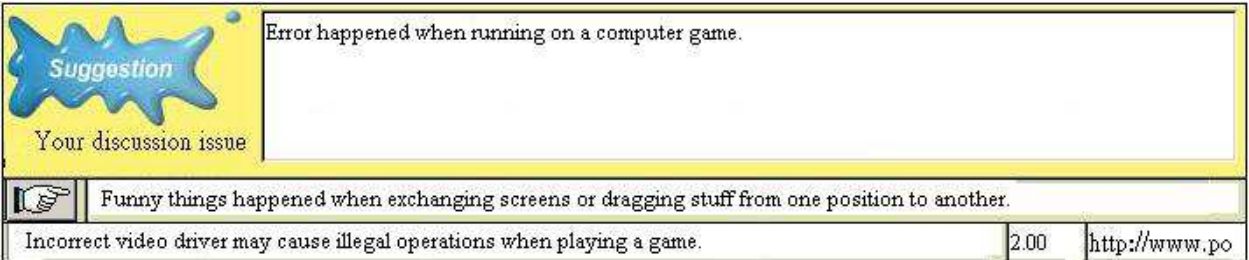 Error happened when running on a computer game.
Suggestion
Your discussion issue
Funny things happened when exchanging screens or dragging stuff from one position to another.
Incorrect video driver may cause illegal operations when playing a game. 2.00 http://www.po